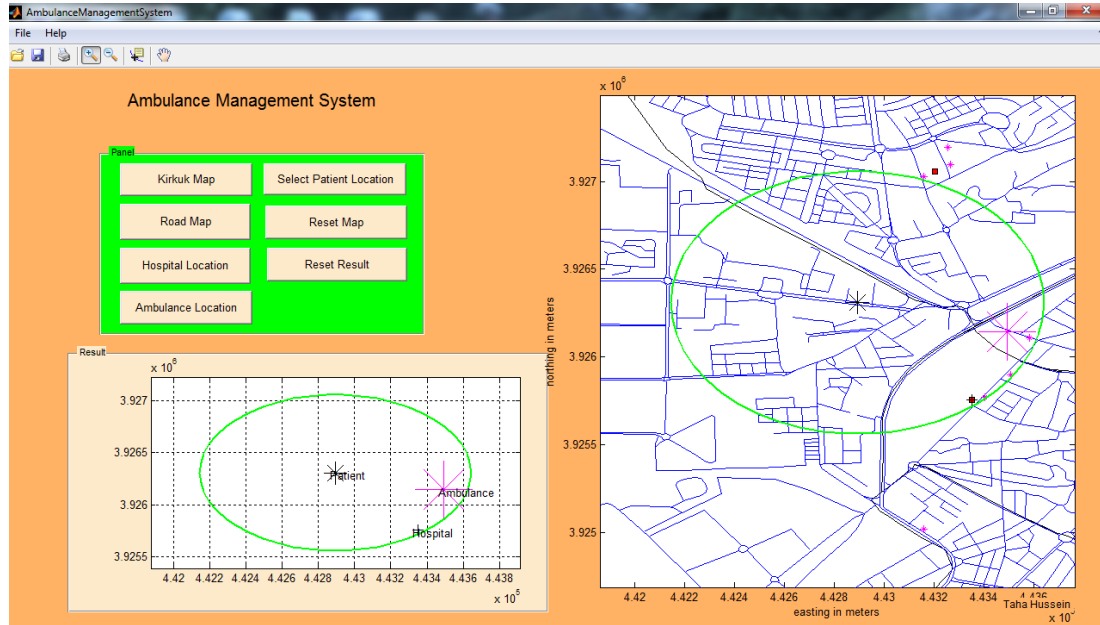 AmbulanceManagementSystem
File Help
Ambulance Management System
Panel
Kirkuk Map
Select Patient Location
Road Map
Reset Map
Hospital Location
Reset Result
Ambulance Location
Result
x 10^6
3.927
3.9265
3.926
3.9255
Patient
Ambulance
Hospital
4.42 4.422 4.424 4.426 4.428 4.43 4.432 4.434 4.436 4.438
x 10^5
x 10^6
3.927
3.9265
3.926
3.9255
3.925
northing in meters
4.42 4.422 4.424 4.426 4.428 4.43 4.432 4.434 4.436
easting in meters
Taha Hussein
x 10